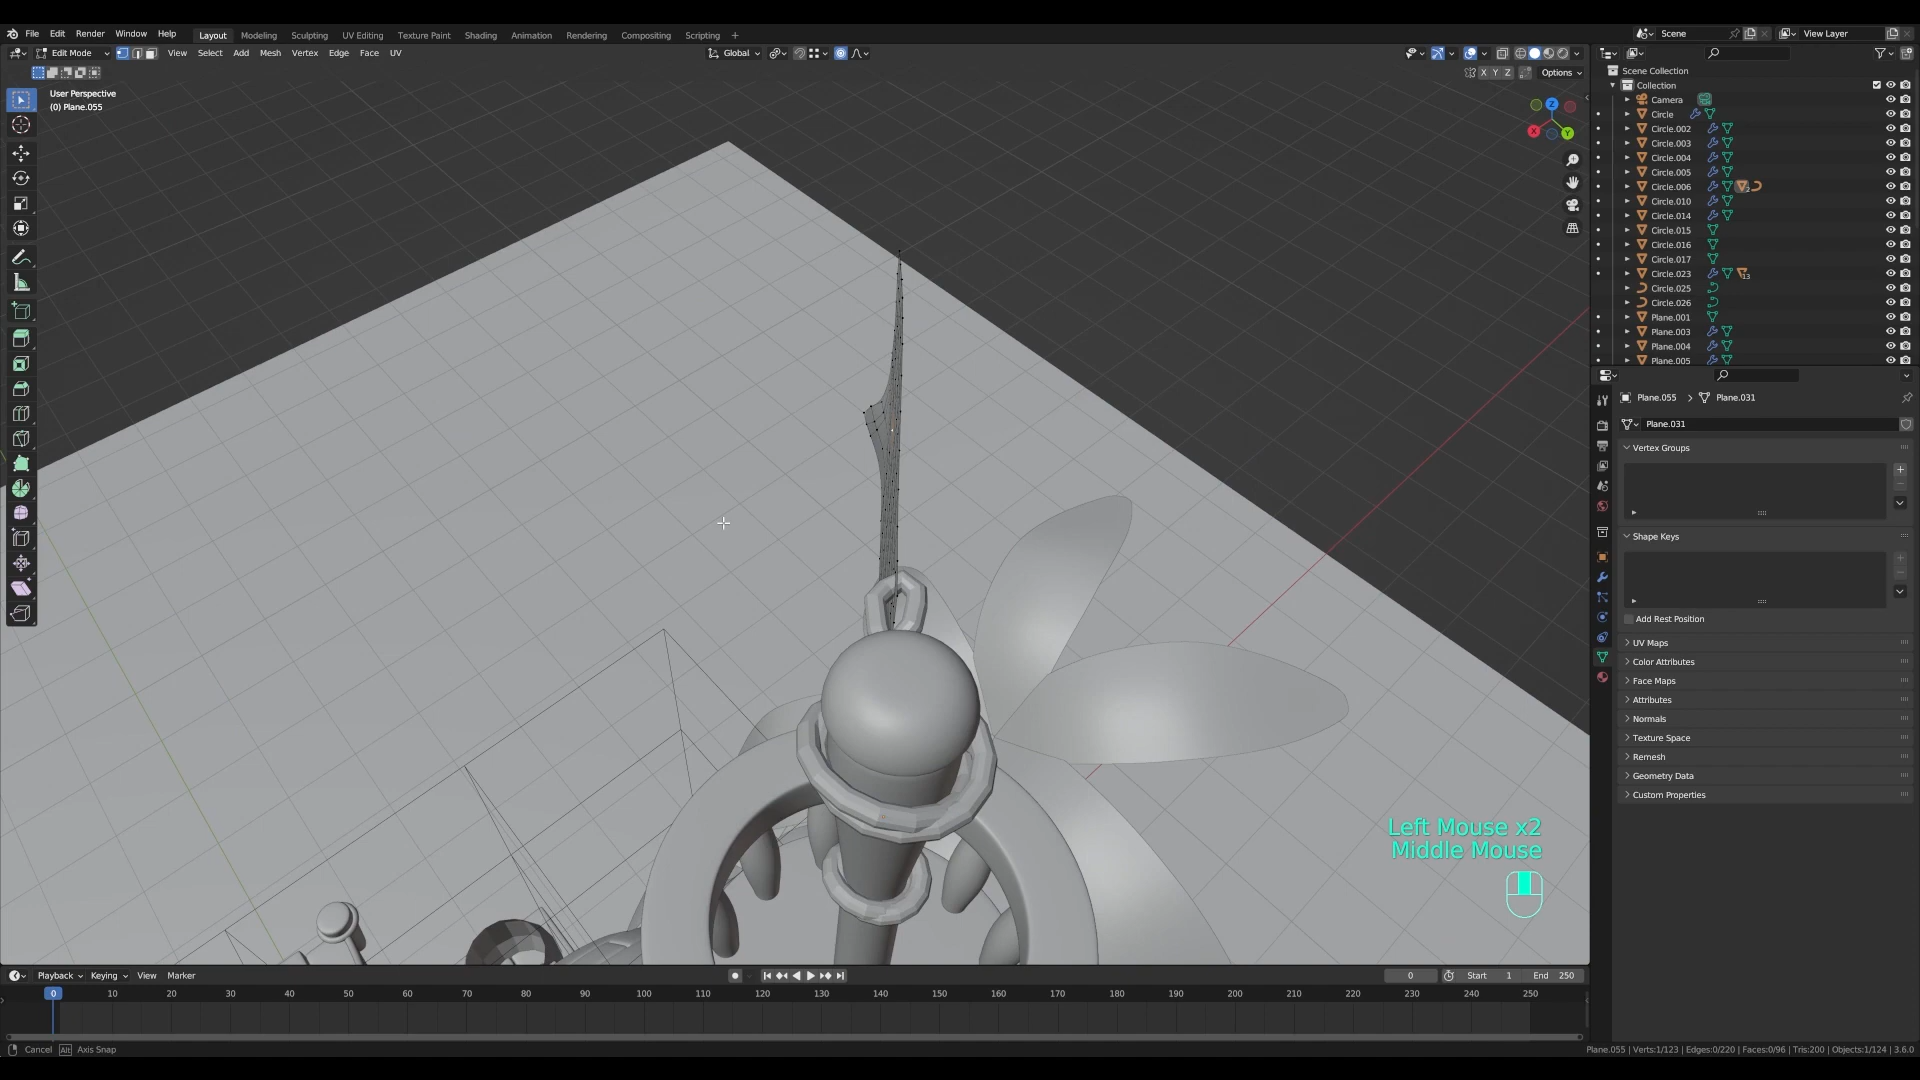 File Edit Render Window Help Layout Modeling Sculpting UV Editing Texture Paint Shading Animation Rendering Compositing Scripting + Scene View Layer
Edit Mode View Select Add Mesh Vertex Edge Face UV Global
X Y Z Options
User Perspective
(0) Plane.055
Z
X
Y
Scene Collection
Collection
Camera
Circle
Circle.002
Circle.003
Circle.004
Circle.005
Circle.006 2
Circle.010
Circle.014
Circle.015
Circle.016
Circle.017
Circle.023 13
Circle.025
Circle.026
Plane.001
Plane.003
Plane.004
Plane.005
Plane.055 > Plane.031
Plane.031
Vertex Groups
Shape Keys
Add Rest Position
UV Maps
Color Attributes
Face Maps
Attributes
Normals
Texture Space
Remesh
Geometry Data
Custom Properties
Left Mouse x2
Middle Mouse
Playback Keying View Marker 0 Start 1 End 250
0 10 20 30 40 50 60 70 80 90 100 110 120 130 140 150 160 170 180 190 200 210 220 230 240 250
Cancel Alt Axis Snap
Plane.055 | Verts:1/123 | Edges:0/220 | Faces:0/96 | Tris:200 | Objects:1/124 | 3.6.0